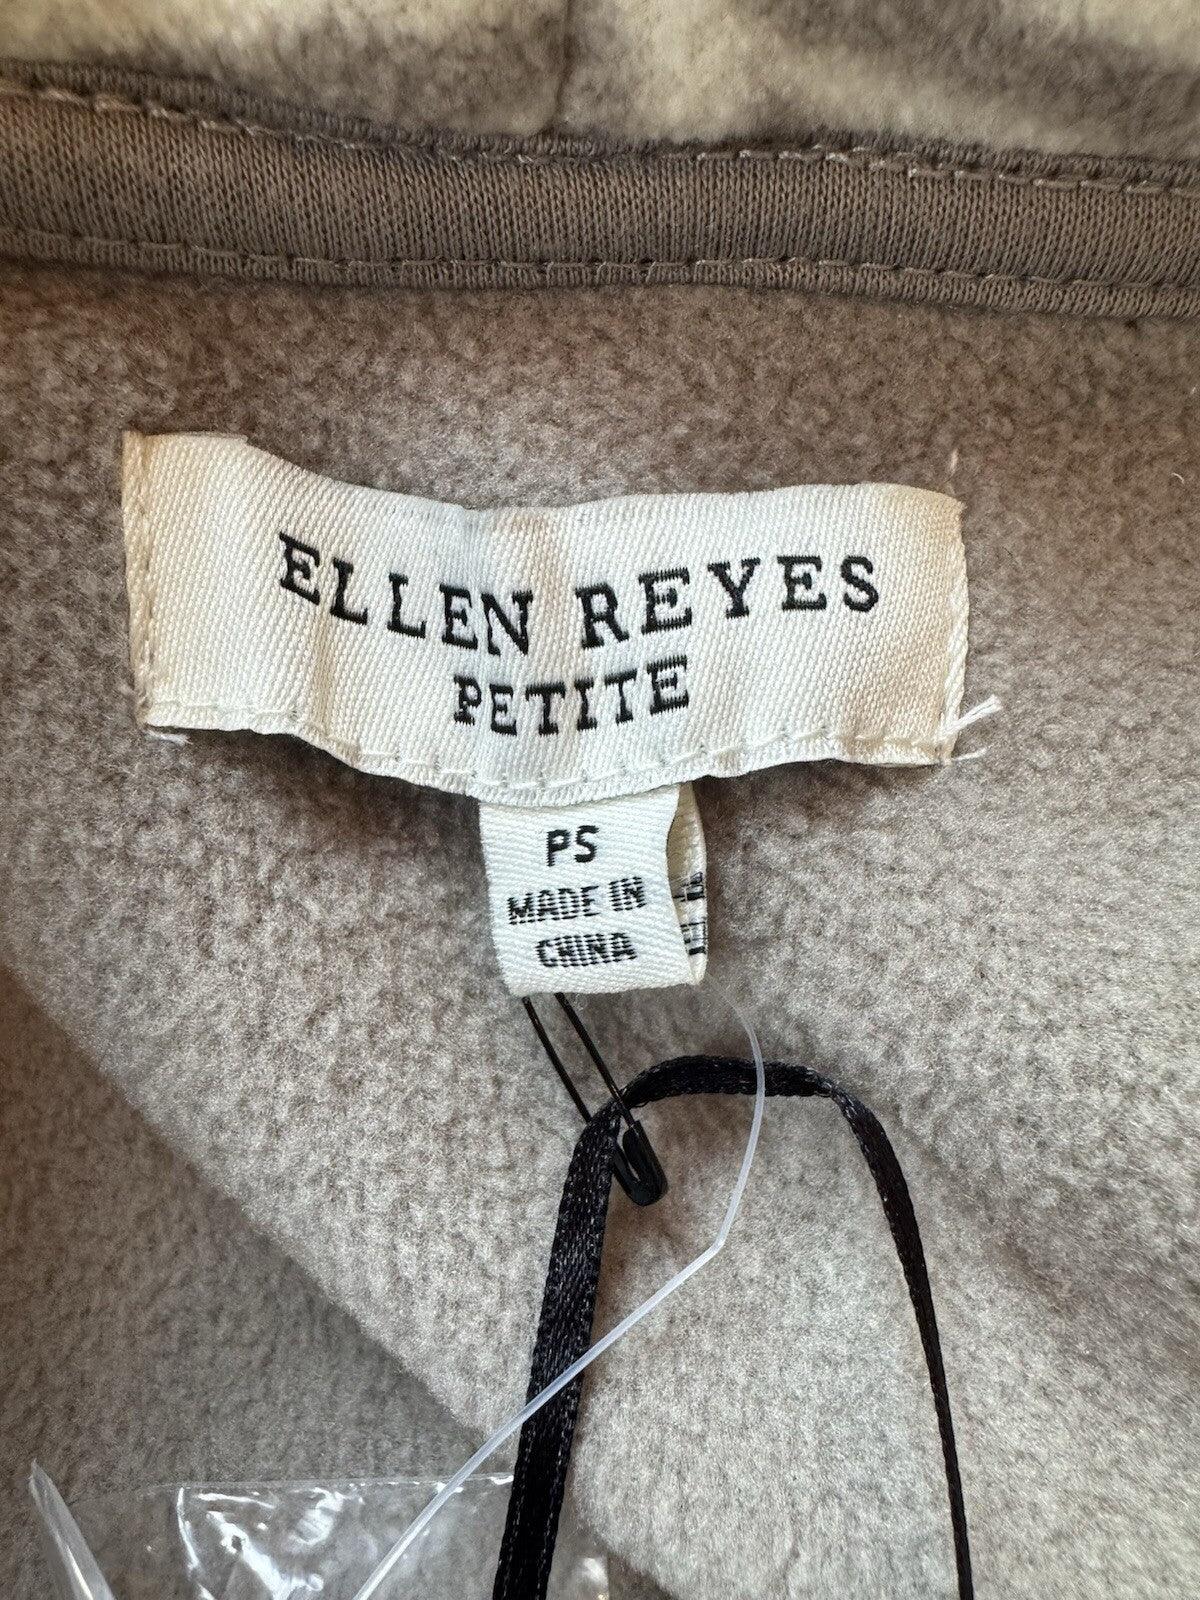 ELLEN REYES
PETITE
PS
MADE IN
CHINA